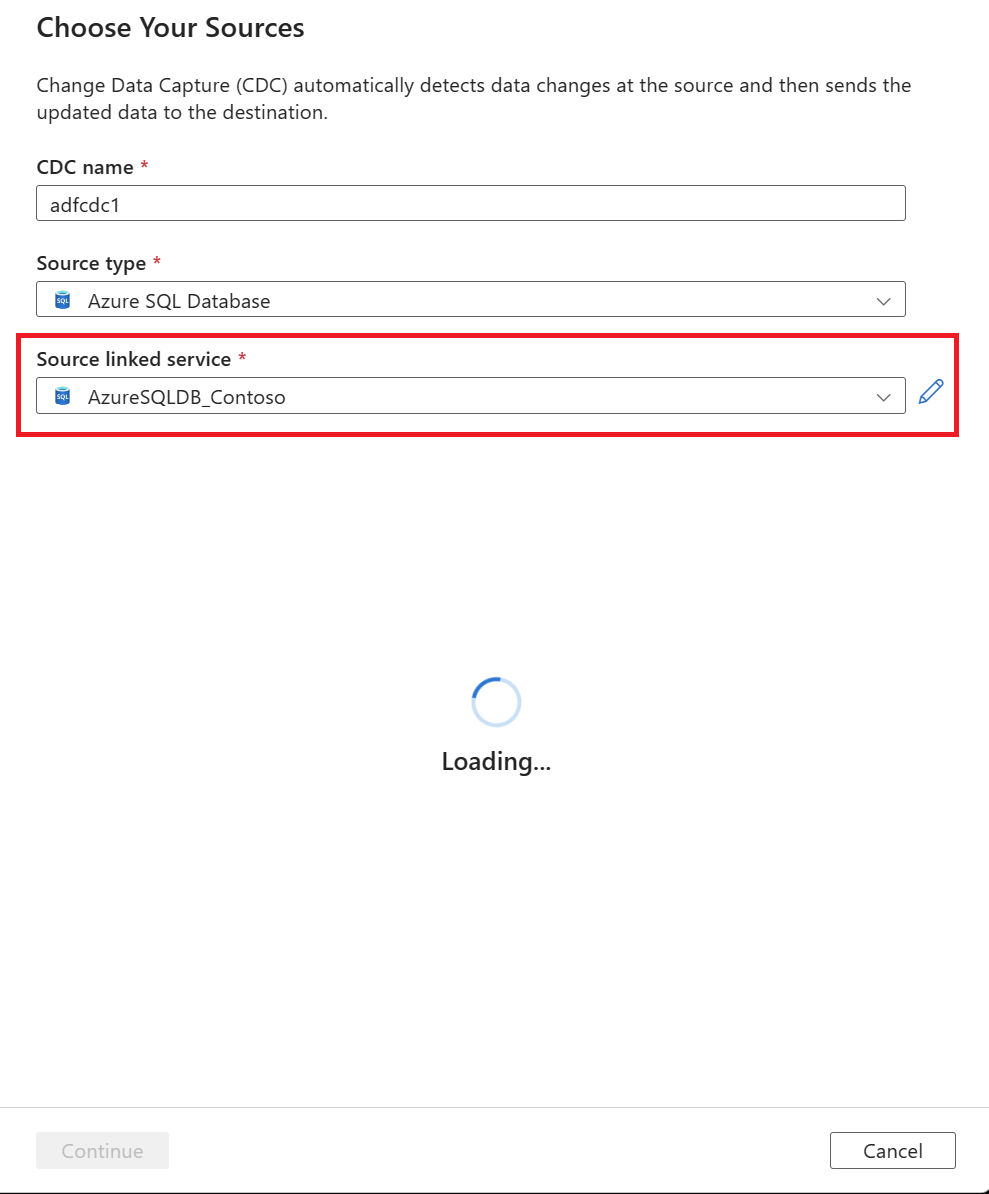 Choose Your Sources
Change Data Capture (CDC) automatically detects data changes at the source and then sends the
updated data to the destination.
CDC name *
adfcdc1
Source type *
SQL Azure SQL Database
Source linked service *
SQL AzureSQLDB_Contoso
Loading...
Continue Cancel